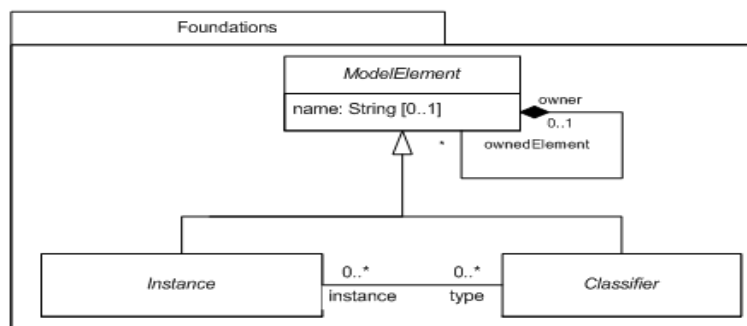 Foundations
ModelElement
name: String [0..1]
owner
0..1
*
ownedElement
Instance
0..*
0..*
instance
type
Classifier